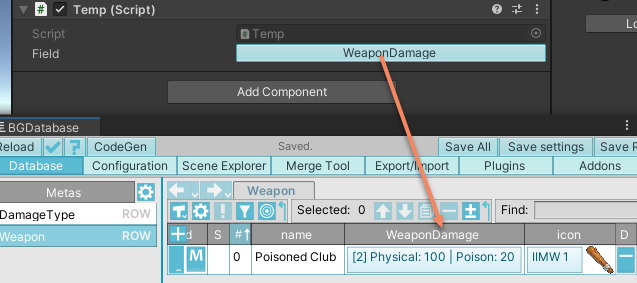 Temp (Script)
Script
Temp
Field
WeaponDamage
Lo
Add Component
BGDatabase
Reload
CodeGen
Saved.
Save All
Save settings
Save R
Database
Configuration
Scene Explorer
Merge Tool
Export/Import
Plugins
Addons
Metas
Weapon
DamageType
ROW
Selected: 0
Find:
Weapon
ROW
d
S
#
name
WeaponDamage
icon
D
M
0
Poisoned Club
[2] Physical: 100 | Poison: 20
IIMW 1